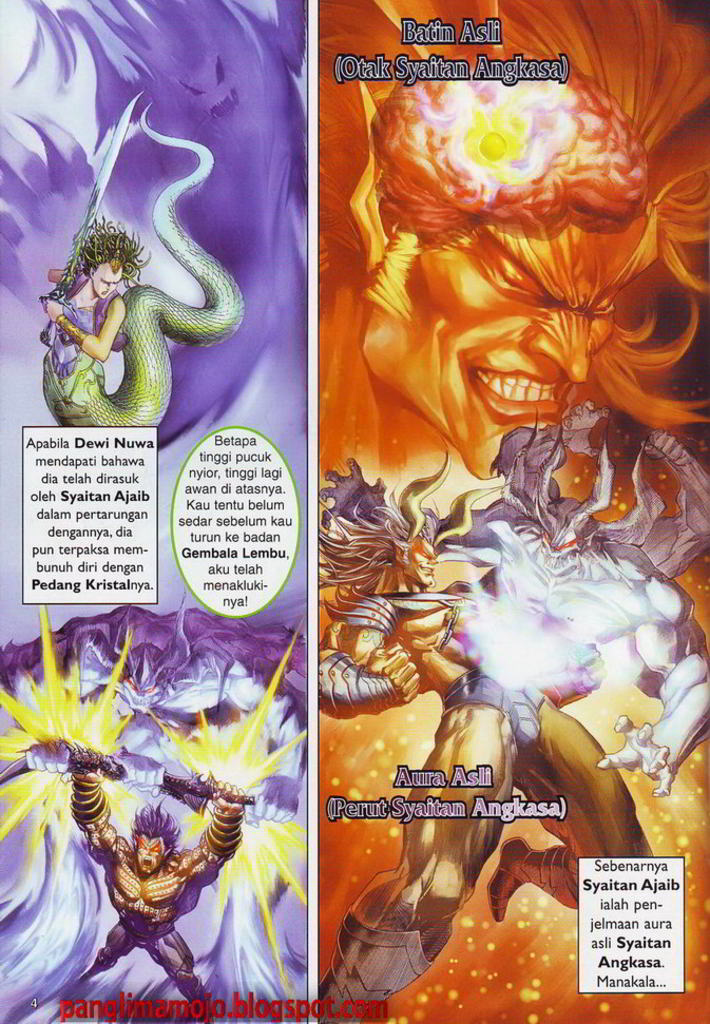 Batin Asli
(Otak Syaitan Angkasa)
Apabila Dewi Nuwa
mendapati bahawa
dia telah dirasuk
oleh Syaitan Ajaib
dalam pertarungan
dengannya, dia
pun terpaksa mem-
bunuh diri dengan
Pedang Kristalnya.
Betapa
tinggi pucuk
nyior, tinggi lagi
awan di atasnya.
Kau tentu belum
sedar sebelum kau
turun ke badan
Gembala Lembu,
aku telah
menakluki-
nya!
Aura Asli
(Perut Syaitan Angkasa)
Sebenarnya
Syaitan Ajaib
ialah pen-
jelmaan aura
asli Syaitan
Angkasa.
Manakala...
4
panglimamojo.blogspot.com